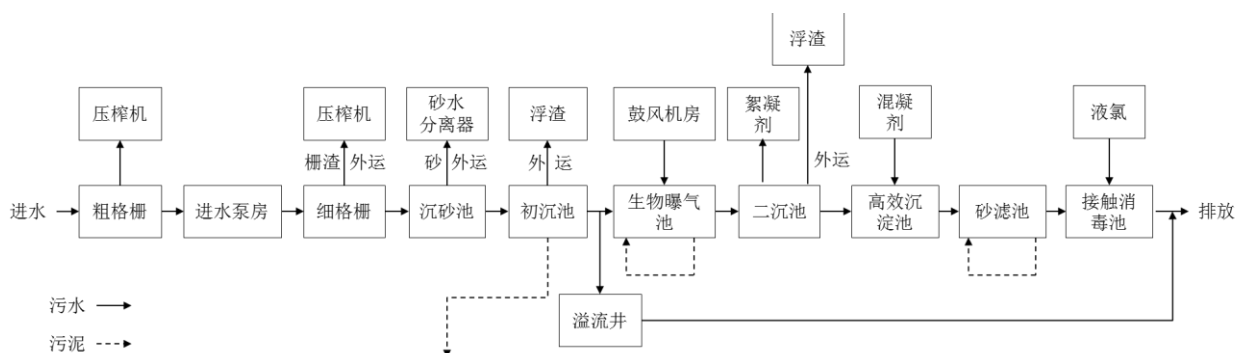 浮渣
压榨机
压榨机
砂水
分离器
浮渣
鼓风机房
絮凝
剂
混凝
剂
液氯
栅渣 外运
砂 外运
外 运
外运
进水
粗格栅
进水泵房
细格栅
沉砂池
初沉池
生物曝气
池
二沉池
高效沉
淀池
砂滤池
接触消
毒池
排放
污水
溢流井
污泥